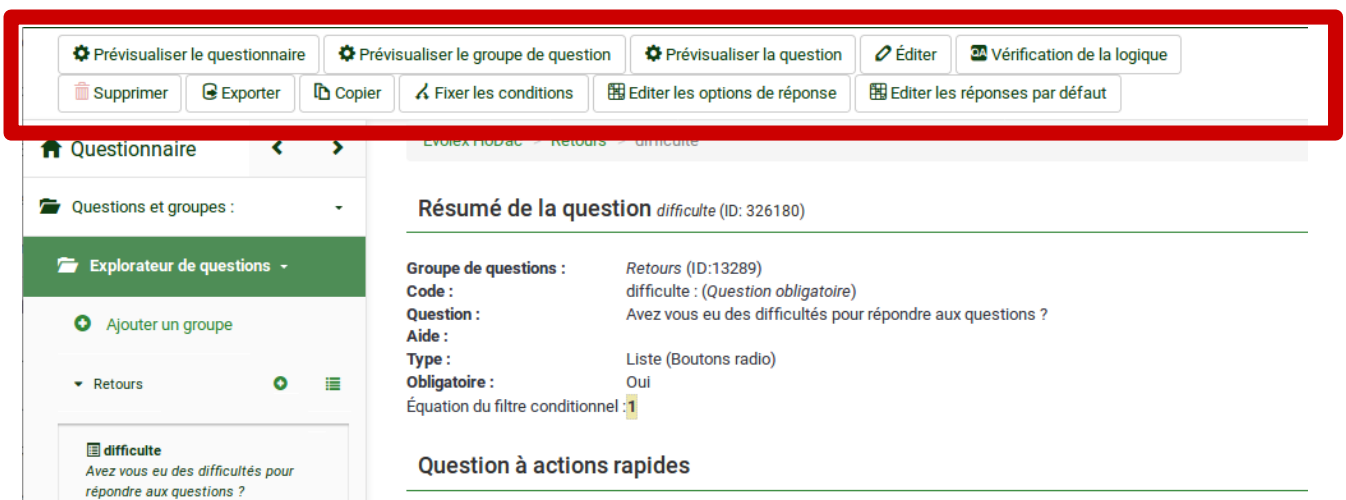 Prévisualiser le questionnaire Prévisualiser le groupe de question Prévisualiser la question Éditer Vérification de la logique
Supprimer Exporter Copier Fixer les conditions Editer les options de réponse Editer les réponses par défaut
Questionnaire
Evolex HoDac > Retours > difficulte
Questions et groupes :
Explorateur de questions
Ajouter un groupe
Retours
difficulte
Avez vous eu des difficultés pour
répondre aux questions ?
Résumé de la question difficulte (ID: 326180)
Groupe de questions : Retours (ID:13289)
Code : difficulte : (Question obligatoire)
Question : Avez vous eu des difficultés pour répondre aux questions ?
Aide :
Type : Liste (Boutons radio)
Obligatoire : Oui
Équation du filtre conditionnel :1
Question à actions rapides